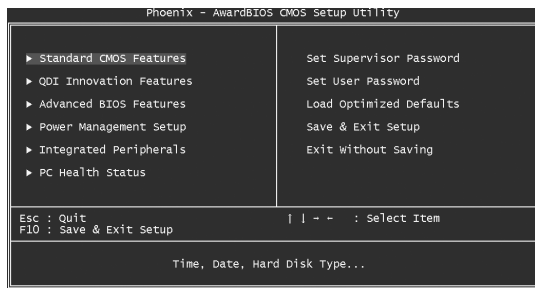 Phoenix - AwardBIOS CMOS Setup Utility
▶ Standard CMOS Features
▶ QDI Innovation Features
▶ Advanced BIOS Features
▶ Power Management Setup
▶ Integrated Peripherals
▶ PC Health Status
Set Supervisor Password
Set User Password
Load Optimized Defaults
Save & Exit Setup
Exit Without Saving
Esc : Quit
F10 : Save & Exit Setup
↑ ↓ → ← : Select Item
Time, Date, Hard Disk Type...